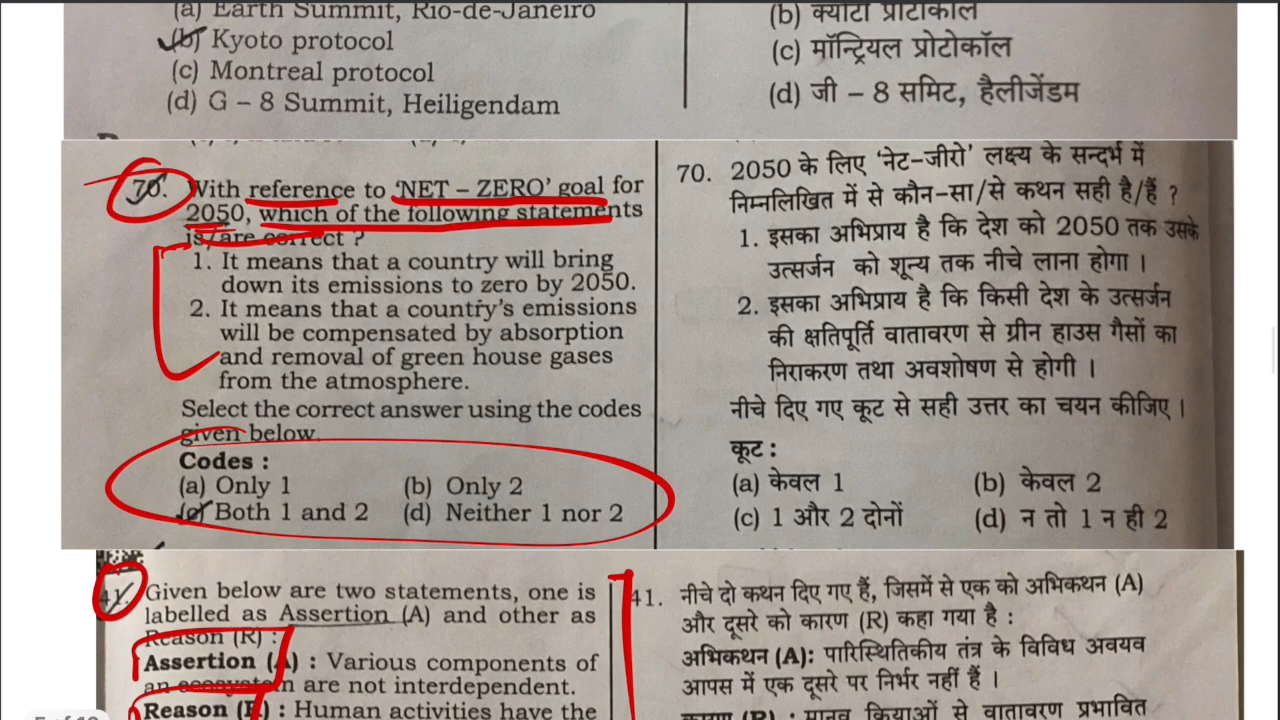 (a) Earth Summit, Rio-de-Janeiro
(b) Kyoto protocol
(c) Montreal protocol
(d) G – 8 Summit, Heiligendam
(b) क्योटो प्रोटोकॉल
(c) मॉन्ट्रियल प्रोटोकॉल
(d) जी – 8 समिट, हैलीजेंडम
70. With reference to ‘NET – ZERO’ goal for
2050, which of the following statements
is/are correct ?
1. It means that a country will bring
down its emissions to zero by 2050.
2. It means that a country’s emissions
will be compensated by absorption
and removal of green house gases
from the atmosphere.
Select the correct answer using the codes
given below.
Codes :
(a) Only 1 (b) Only 2
(c) Both 1 and 2 (d) Neither 1 nor 2
70. 2050 के लिए ‘नेट–जीरो’ लक्ष्य के सन्दर्भ में
निम्नलिखित में से कौन-सा/से कथन सही है/हैं ?
1. इसका अभिप्राय है कि देश को 2050 तक उसके
उत्सर्जन को शून्य तक नीचे लाना होगा ।
2. इसका अभिप्राय है कि किसी देश के उत्सर्जन
की क्षतिपूर्ति वातावरण से ग्रीन हाउस गैसों का
निराकरण तथा अवशोषण से होगी ।
नीचे दिए गए कूट से सही उत्तर का चयन कीजिए ।
कूट :
(a) केवल 1 (b) केवल 2
(c) 1 और 2 दोनों (d) न तो 1 न ही 2
41. Given below are two statements, one is
labelled as Assertion (A) and other as
Reason (R) :
Assertion (A) : Various components of
an ecosystem are not interdependent.
Reason (R) : Human activities have the
41. नीचे दो कथन दिए गए हैं, जिसमें से एक को अभिकथन (A)
और दूसरे को कारण (R) कहा गया है :
अभिकथन (A): पारिस्थितिकीय तंत्र के विविध अवयव
आपस में एक दूसरे पर निर्भर नहीं हैं ।
कारण (R) : मानव क्रियाओं से वातावरण प्रभावित